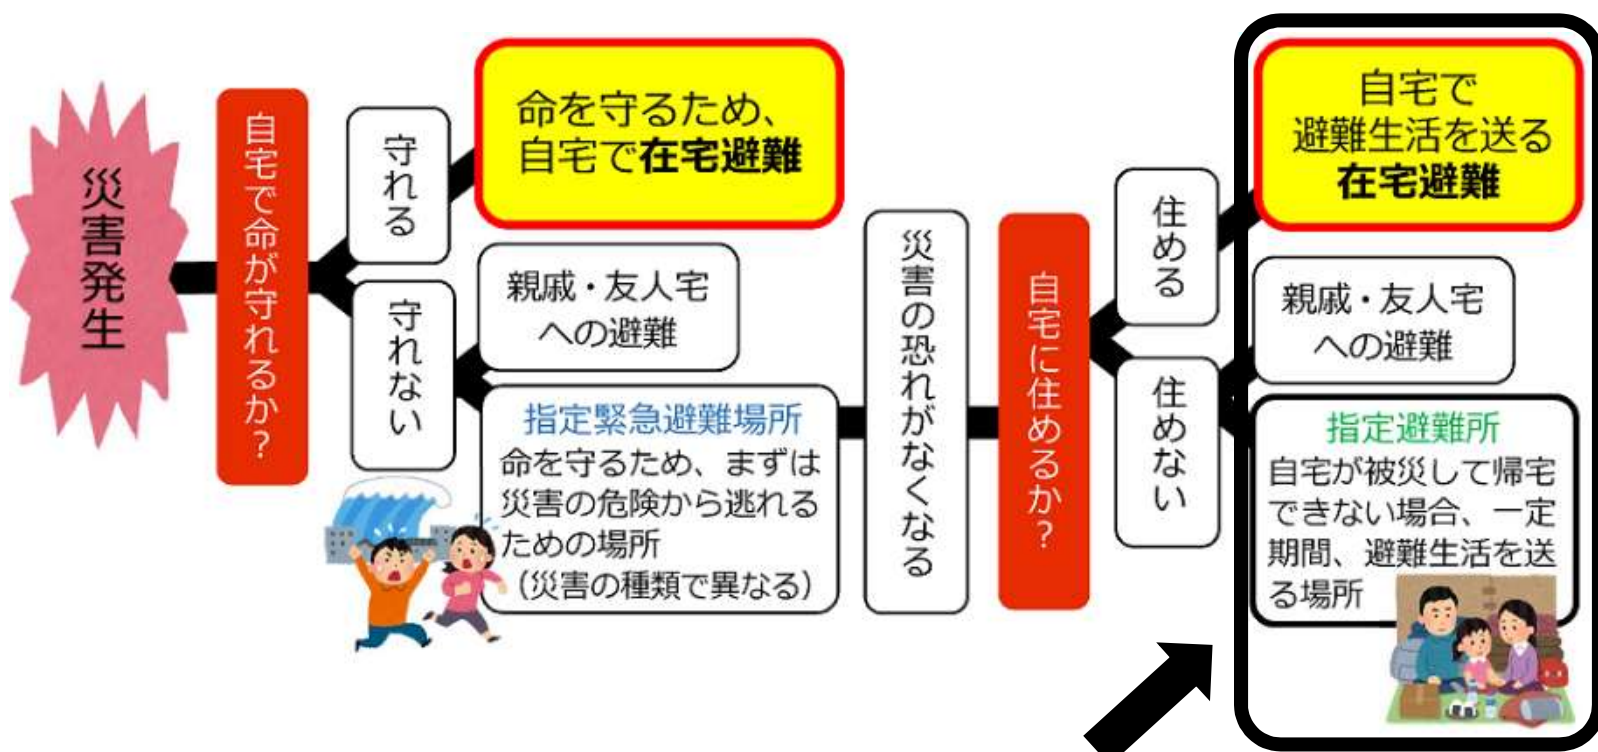 災害発生
自宅で命が守れるか？
守れる
命を守るため、
自宅で在宅避難
守れない
親戚・友人宅
への避難
指定緊急避難場所
命を守るため、まずは
災害の危険から逃れる
ための場所
（災害の種類で異なる）
災害の恐れがなくなる
自宅に住めるか？
住める
自宅で
避難生活を送る
在宅避難
住めない
親戚・友人宅
への避難
指定避難所
自宅が被災して帰宅
できない場合、一定
期間、避難生活を送
る場所